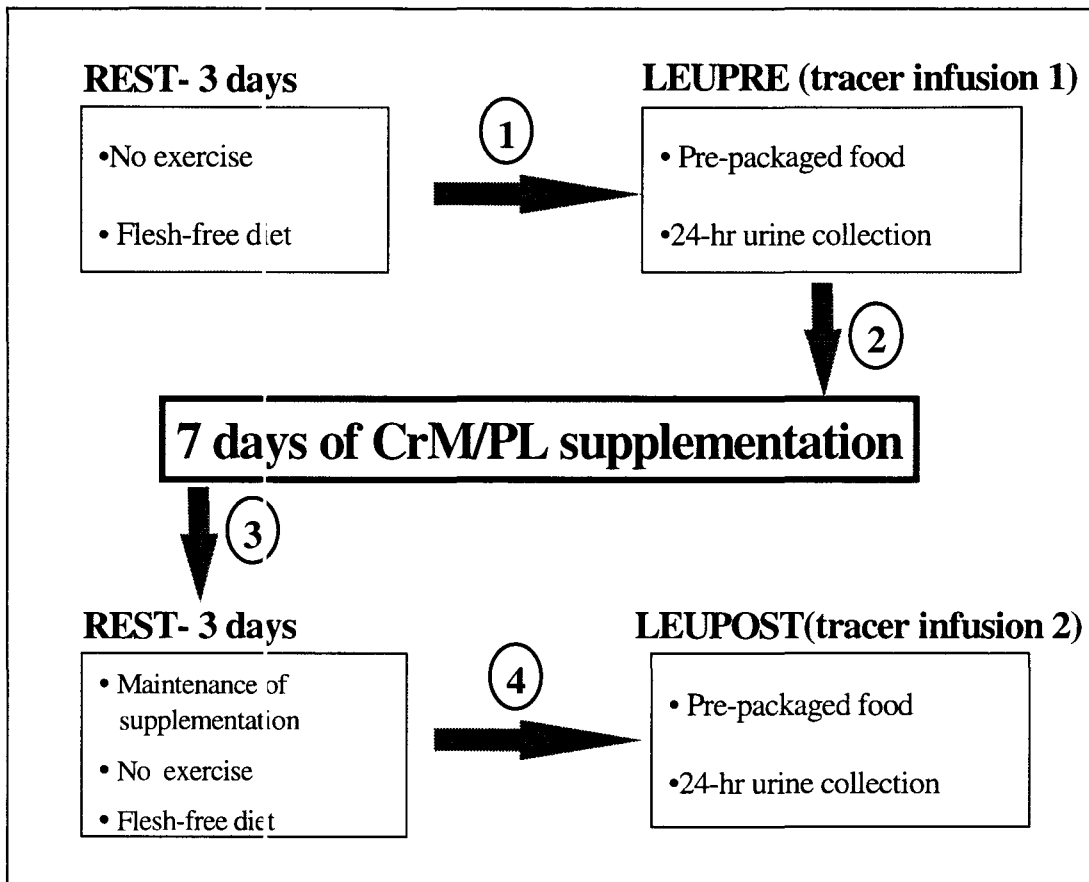 REST- 3 days
•No exercise
• Flesh-free diet
1
LEUPRE (tracer infusion 1)
• Pre-packaged food
•24-hr urine collection
2
7 days of CrM/PL supplementation
3
REST- 3 days
• Maintenance of
supplementation
• No exercise
• Flesh-free diet
4
LEUPOST(tracer infusion 2)
• Pre-packaged food
•24-hr urine collection